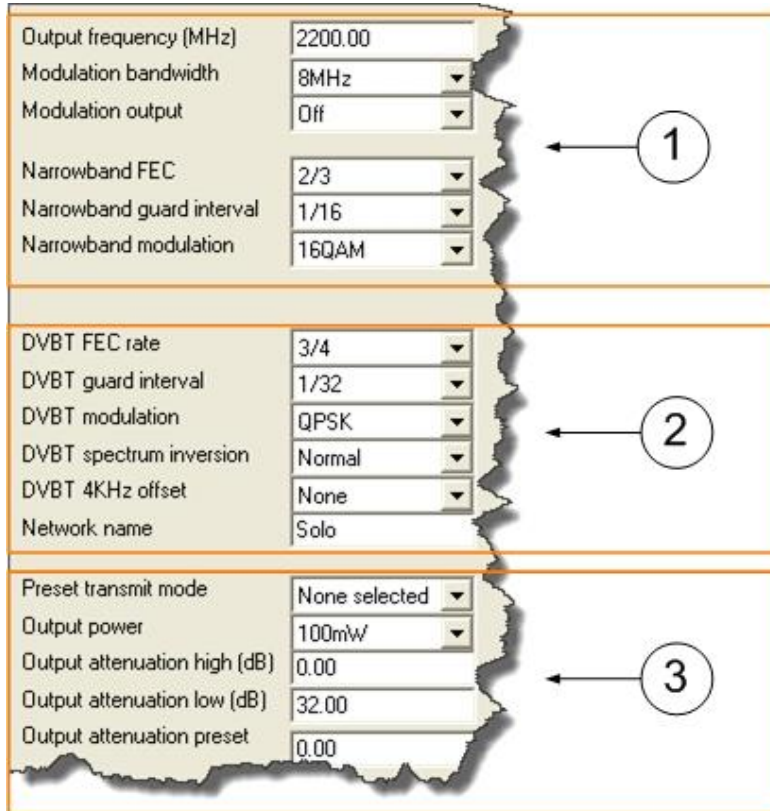 Output frequency (MHz) 2200.00
Modulation bandwidth 8MHz
Modulation output Off
1
Narrowband FEC 2/3
Narrowband guard interval 1/16
Narrowband modulation 16QAM
DVBT FEC rate 3/4
DVBT guard interval 1/32
DVBT modulation QPSK
2
DVBT spectrum inversion Normal
DVBT 4KHz offset None
Network name Solo
Preset transmit mode None selected
Output power 100mW
Output attenuation high (dB) 0.00
3
Output attenuation low (dB) 32.00
Output attenuation preset 0.00